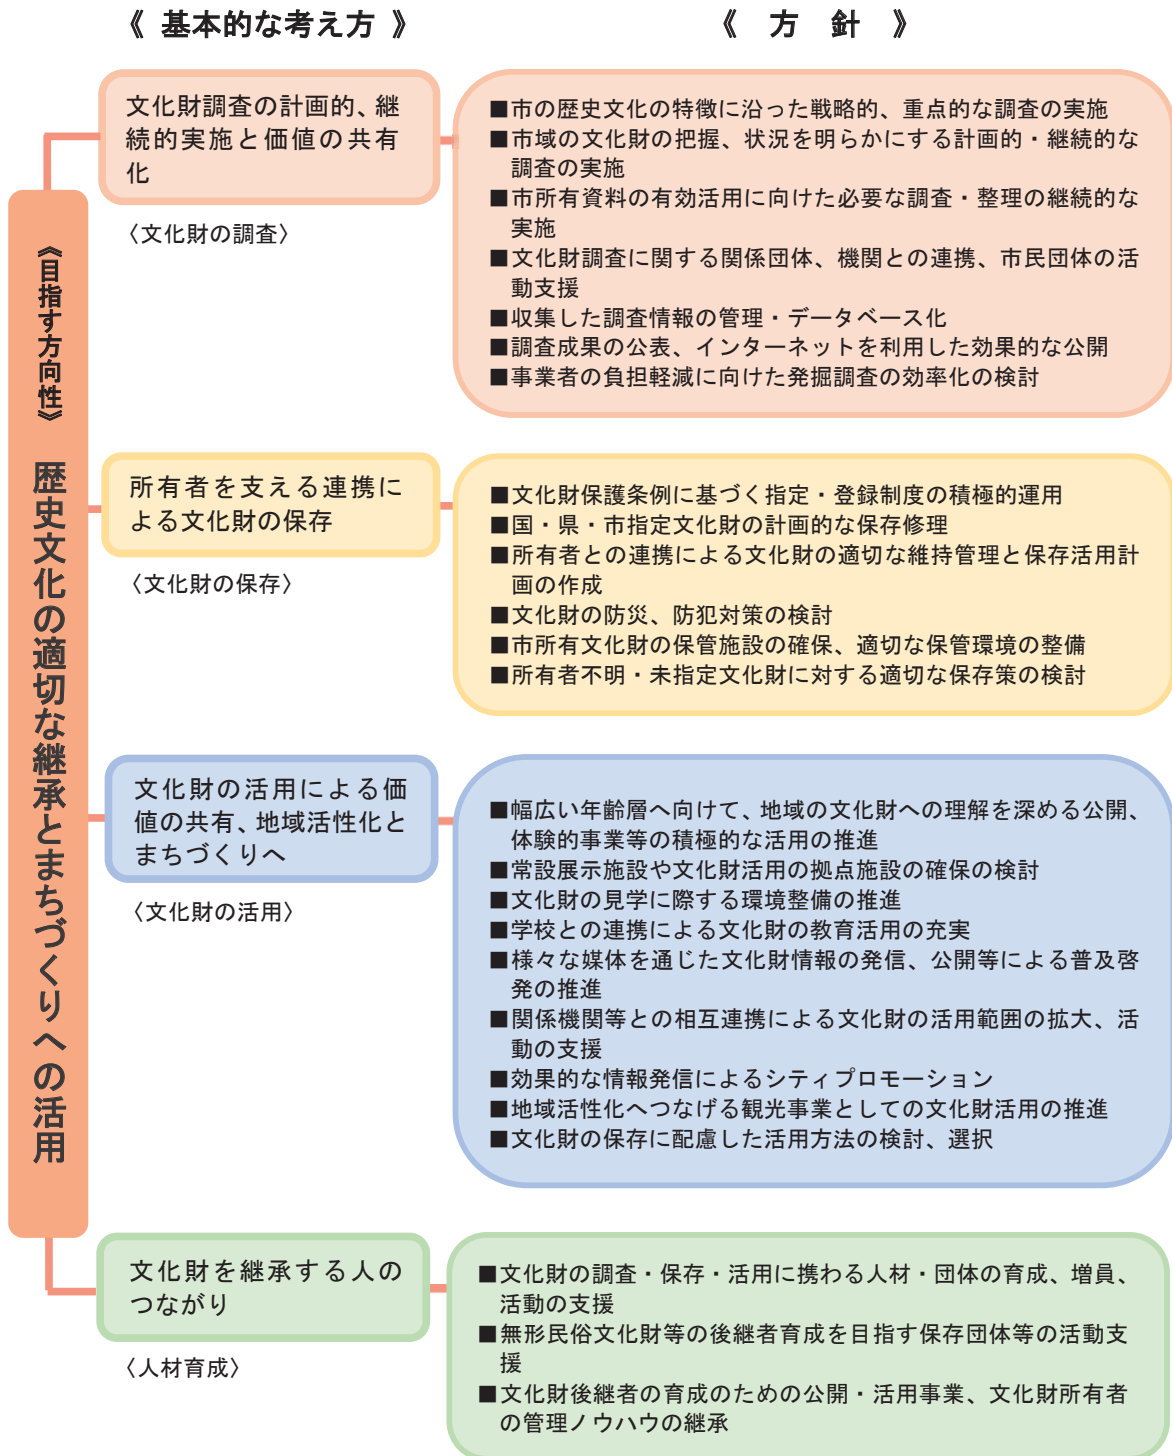 《 基本的な考え方 》
《 方 針 》
《目指す方向性》 歴史文化の適切な継承とまちづくりへの活用
文化財調査の計画的、継
続的実施と価値の共有
化
〈文化財の調査〉
■市の歴史文化の特徴に沿った戦略的、重点的な調査の実施
■市域の文化財の把握、状況を明らかにする計画的・継続的な
調査の実施
■市所有資料の有効活用に向けた必要な調査・整理の継続的な
実施
■文化財調査に関する関係団体、機関との連携、市民団体の活
動支援
■収集した調査情報の管理・データベース化
■調査成果の公表、インターネットを利用した効果的な公開
■事業者の負担軽減に向けた発掘調査の効率化の検討
所有者を支える連携に
よる文化財の保存
〈文化財の保存〉
■文化財保護条例に基づく指定・登録制度の積極的運用
■国・県・市指定文化財の計画的な保存修理
■所有者との連携による文化財の適切な維持管理と保存活用計
画の作成
■文化財の防災、防犯対策の検討
■市所有文化財の保管施設の確保、適切な保管環境の整備
■所有者不明・未指定文化財に対する適切な保存策の検討
文化財の活用による価
値の共有、地域活性化と
まちづくりへ
〈文化財の活用〉
■幅広い年齢層へ向けて、地域の文化財への理解を深める公開、
体験的事業等の積極的な活用の推進
■常設展示施設や文化財活用の拠点施設の確保の検討
■文化財の見学に際する環境整備の推進
■学校との連携による文化財の教育活用の充実
■様々な媒体を通じた文化財情報の発信、公開等による普及啓
発の推進
■関係機関等との相互連携による文化財の活用範囲の拡大、活
動の支援
■効果的な情報発信によるシティプロモーション
■地域活性化へつなげる観光事業としての文化財活用の推進
■文化財の保存に配慮した活用方法の検討、選択
文化財を継承する人の
つながり
〈人材育成〉
■文化財の調査・保存・活用に携わる人材・団体の育成、増員、
活動の支援
■無形民俗文化財等の後継者育成を目指す保存団体等の活動支
援
■文化財後継者の育成のための公開・活用事業、文化財所有者
の管理ノウハウの継承